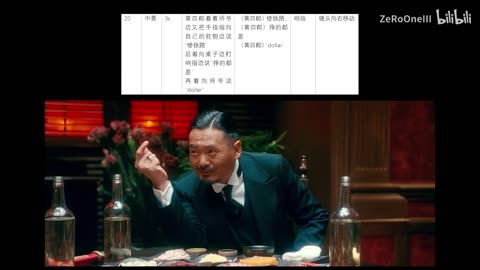 ZeRoOneIII bilibili
20 中景 3s 黄四郎看着师爷 （黄四郎）修铁路， 响指 镜头向右移动
边又把手指指向 （黄四郎）挣的都
自己的前侧边说 是
“修铁路” （黄四郎）dollar
后看向桌子边打
响指边说“挣的都
是”
再看向师爷说
“dollar”